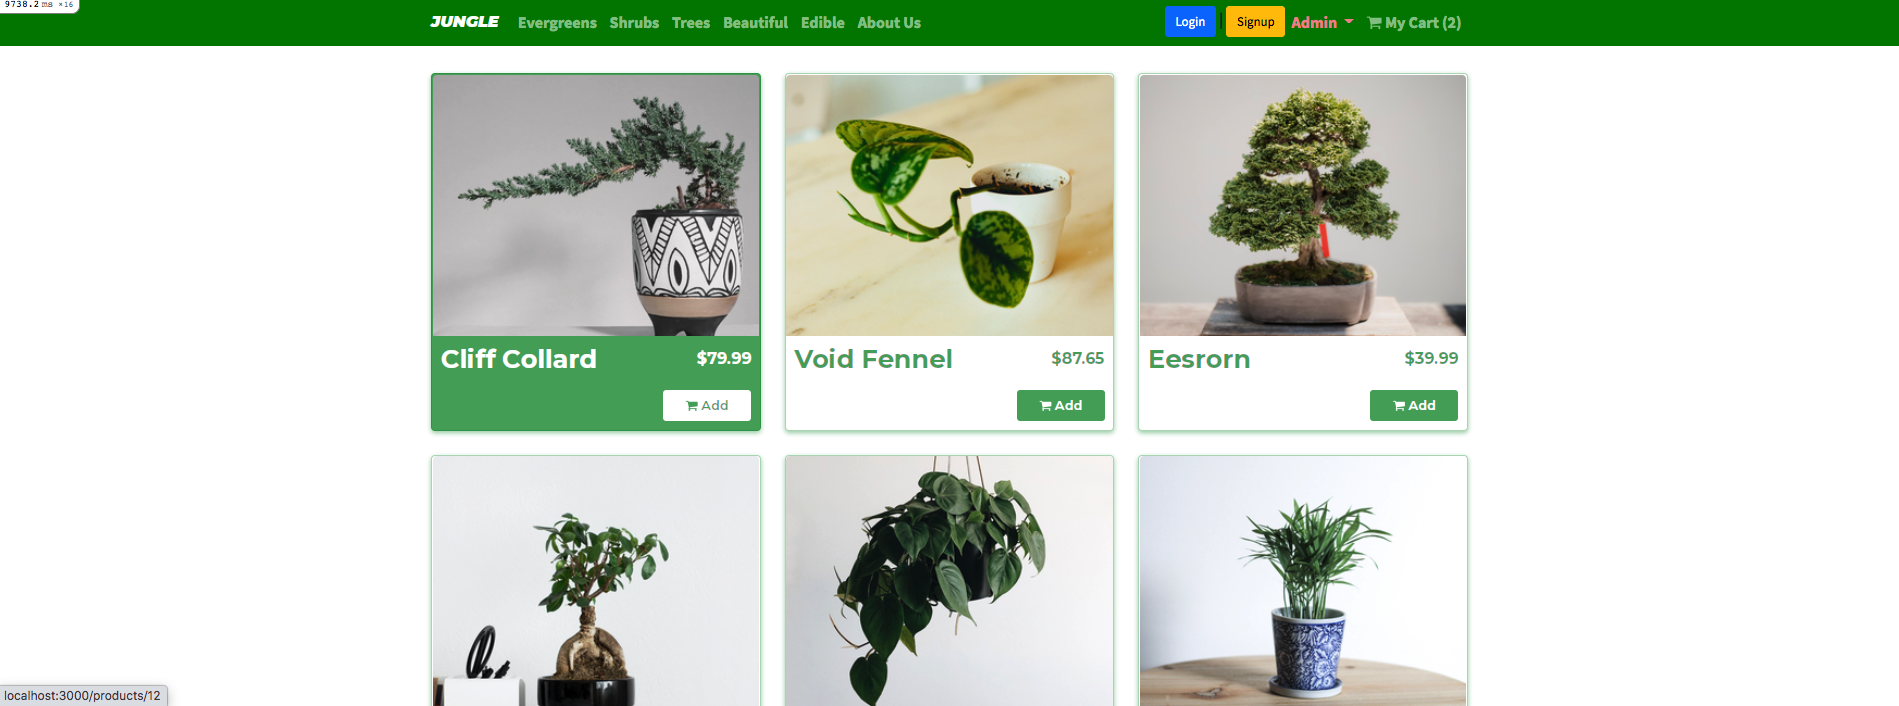 9738.2 ms ×16
JUNGLE Evergreens Shrubs Trees Beautiful Edible About Us Login | Signup Admin My Cart (2)
Cliff Collard $79.99
Add
Void Fennel $87.65
Add
Eesrorn $39.99
Add
localhost:3000/products/12